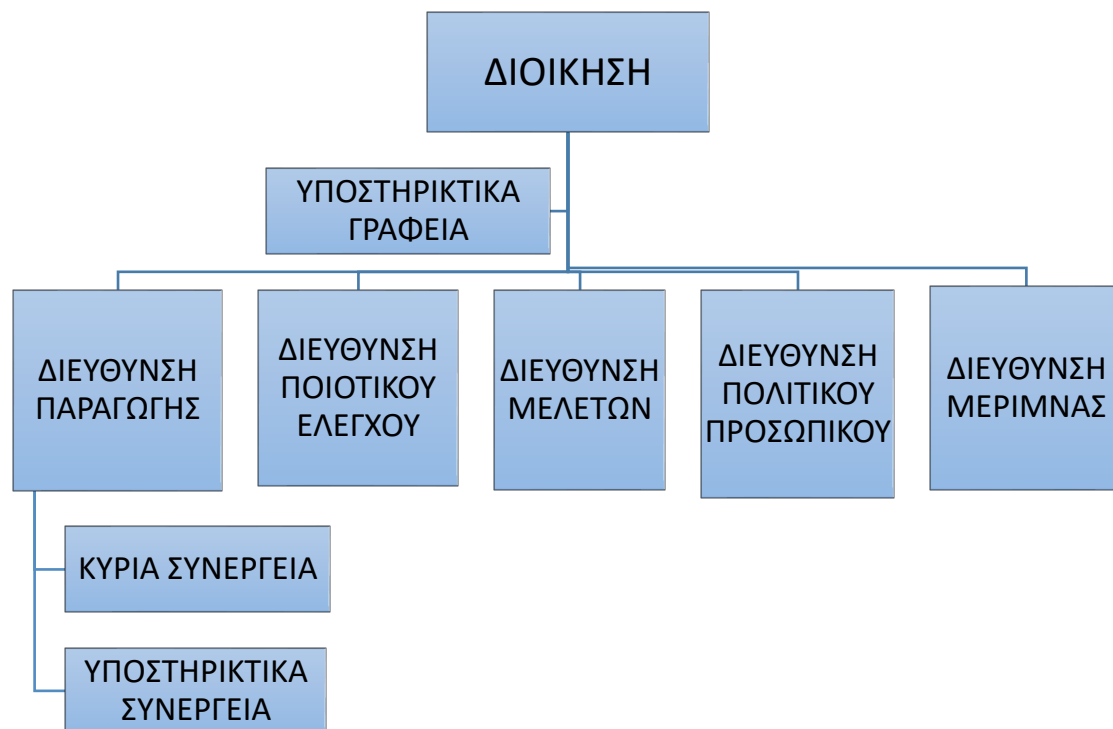 ΔΙΟΙΚΗΣΗ
ΥΠΟΣΤΗΡΙΚΤΙΚΑ
ΓΡΑΦΕΙΑ
ΔΙΕΥΘΥΝΣΗ
ΠΑΡΑΓΩΓΗΣ
ΔΙΕΥΘΥΝΣΗ
ΠΟΙΟΤΙΚΟΥ
ΕΛΕΓΧΟΥ
ΔΙΕΥΘΥΝΣΗ
ΜΕΛΕΤΩΝ
ΔΙΕΥΘΥΝΣΗ
ΠΟΛΙΤΙΚΟΥ
ΠΡΟΣΩΠΙΚΟΥ
ΔΙΕΥΘΥΝΣΗ
ΜΕΡΙΜΝΑΣ
ΚΥΡΙΑ ΣΥΝΕΡΓΕΙΑ
ΥΠΟΣΤΗΡΙΚΤΙΚΑ
ΣΥΝΕΡΓΕΙΑ